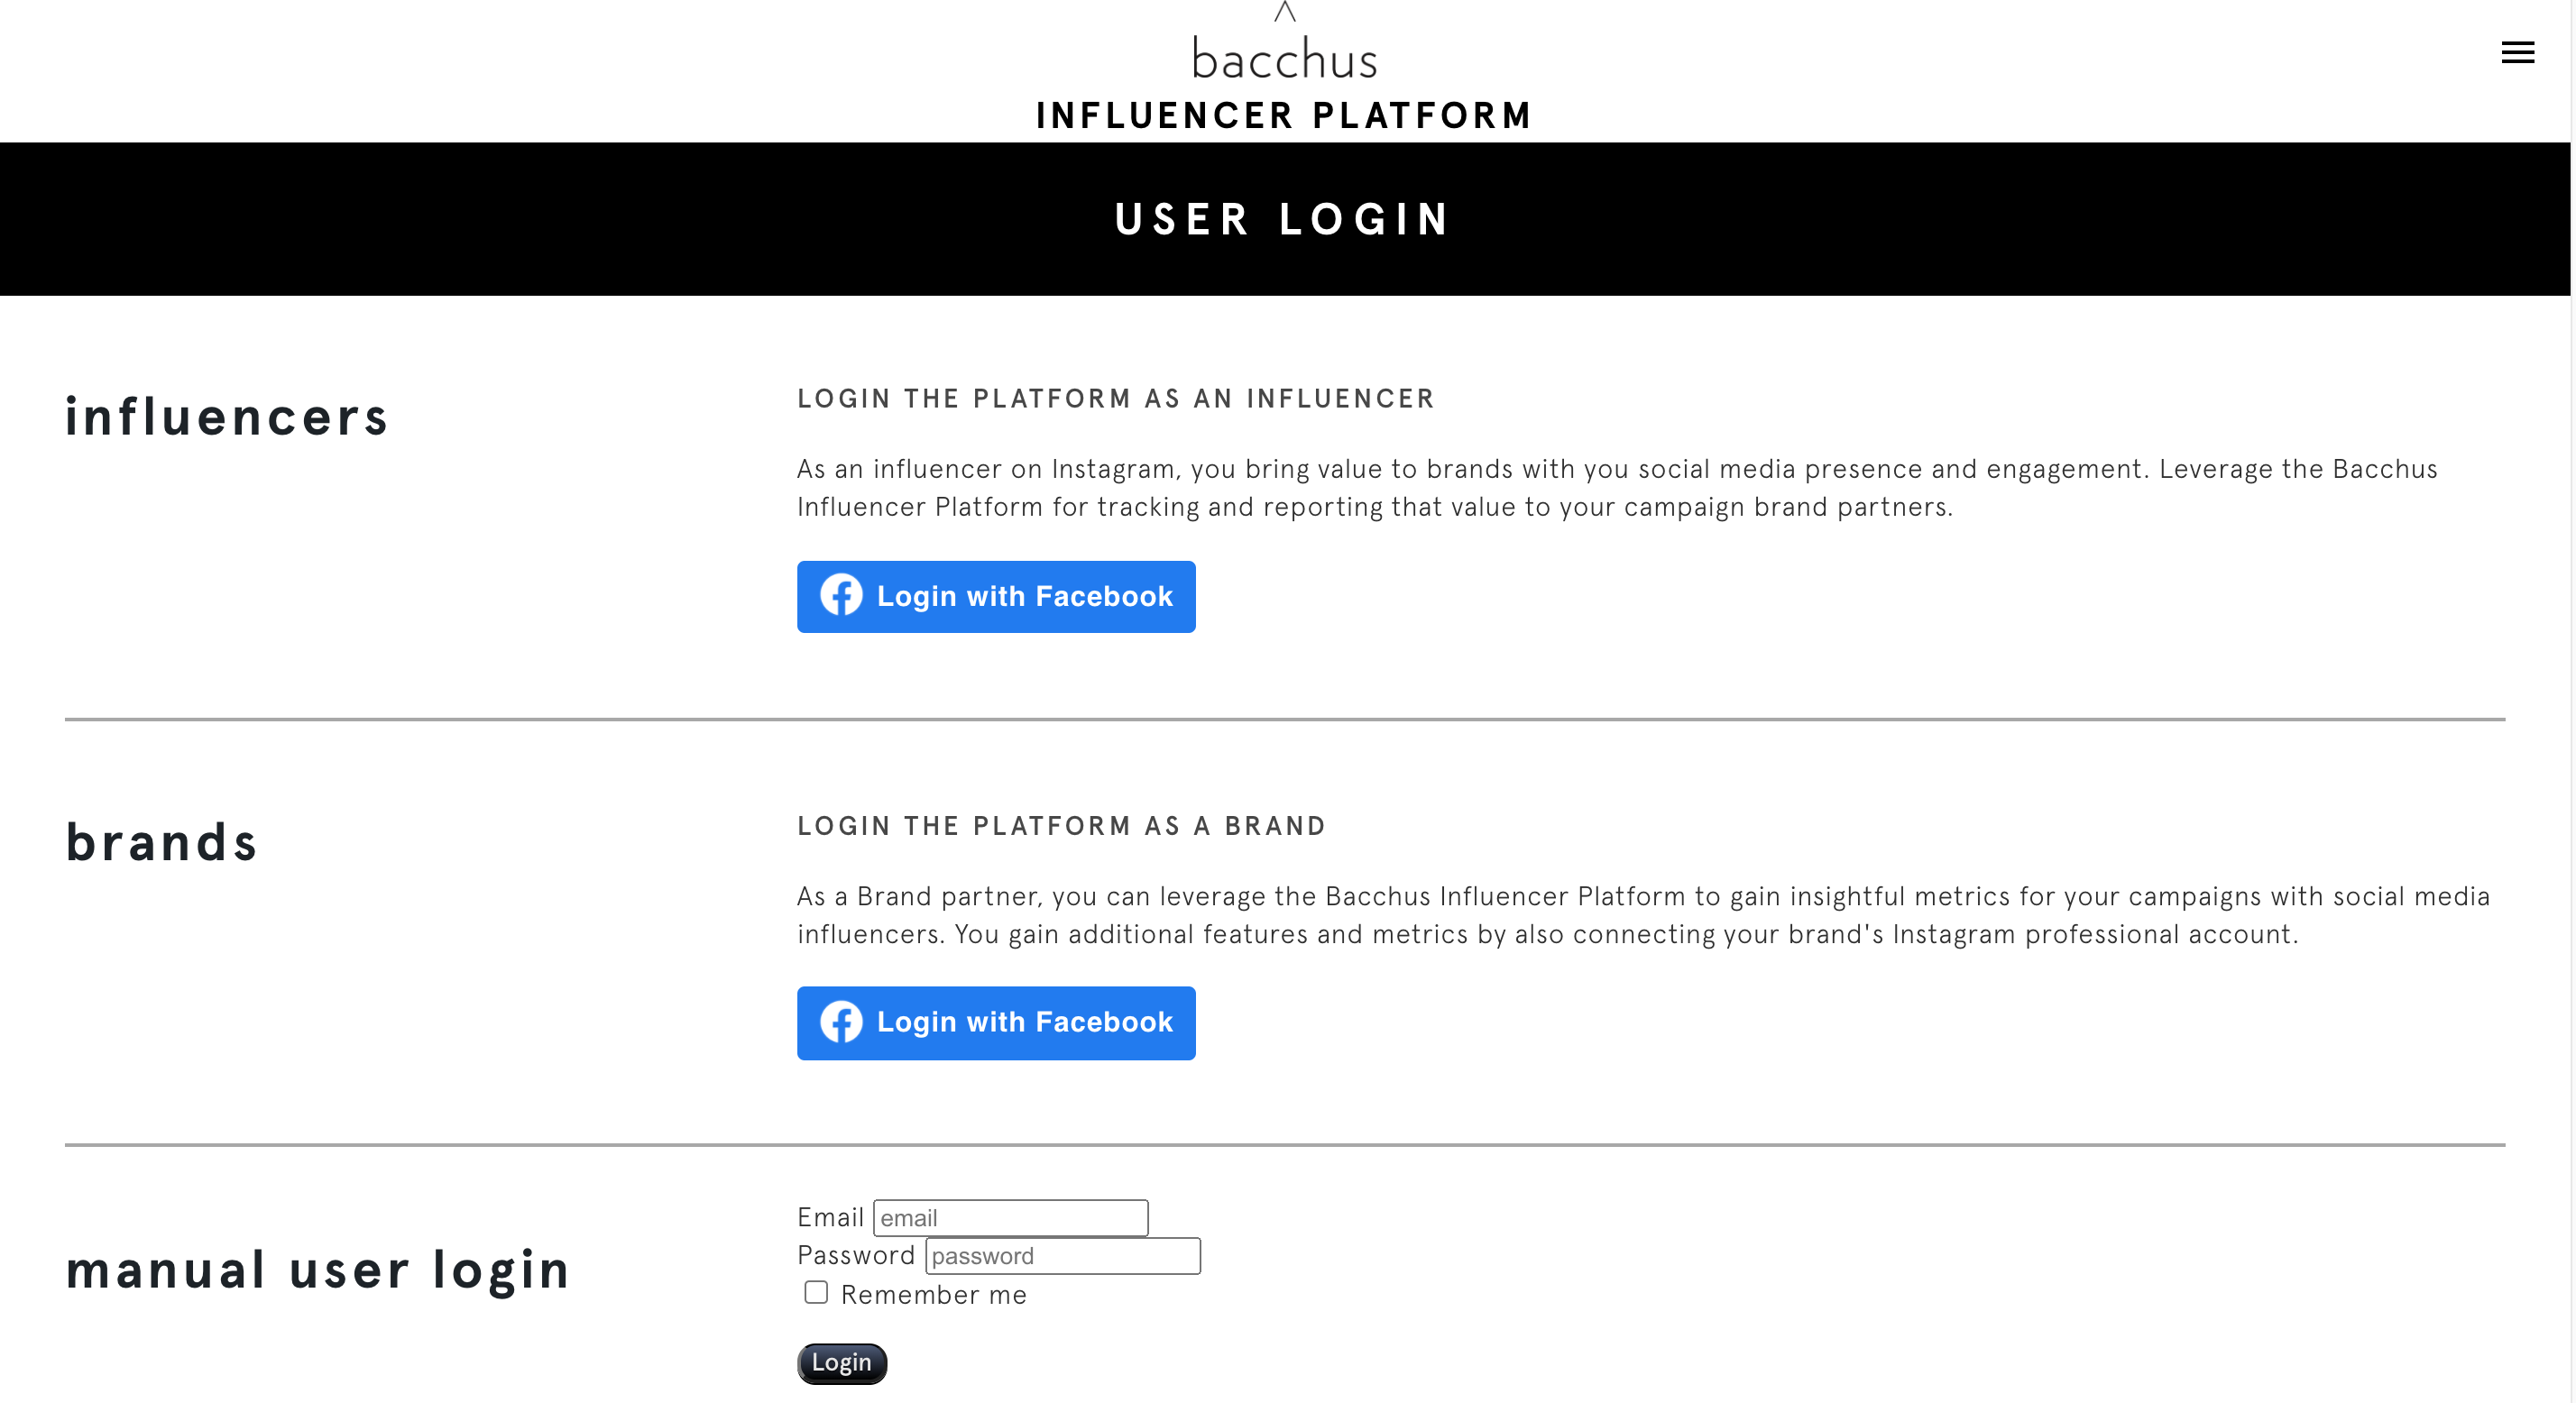 bacchus
INFLUENCER PLATFORM
USER LOGIN
influencers
LOGIN THE PLATFORM AS AN INFLUENCER
As an influencer on Instagram, you bring value to brands with you social media presence and engagement. Leverage the Bacchus
Influencer Platform for tracking and reporting that value to your campaign brand partners.
Login with Facebook
brands
LOGIN THE PLATFORM AS A BRAND
As a Brand partner, you can leverage the Bacchus Influencer Platform to gain insightful metrics for your campaigns with social media
influencers. You gain additional features and metrics by also connecting your brand's Instagram professional account.
Login with Facebook
manual user login
Email email
Password password
Remember me
Login